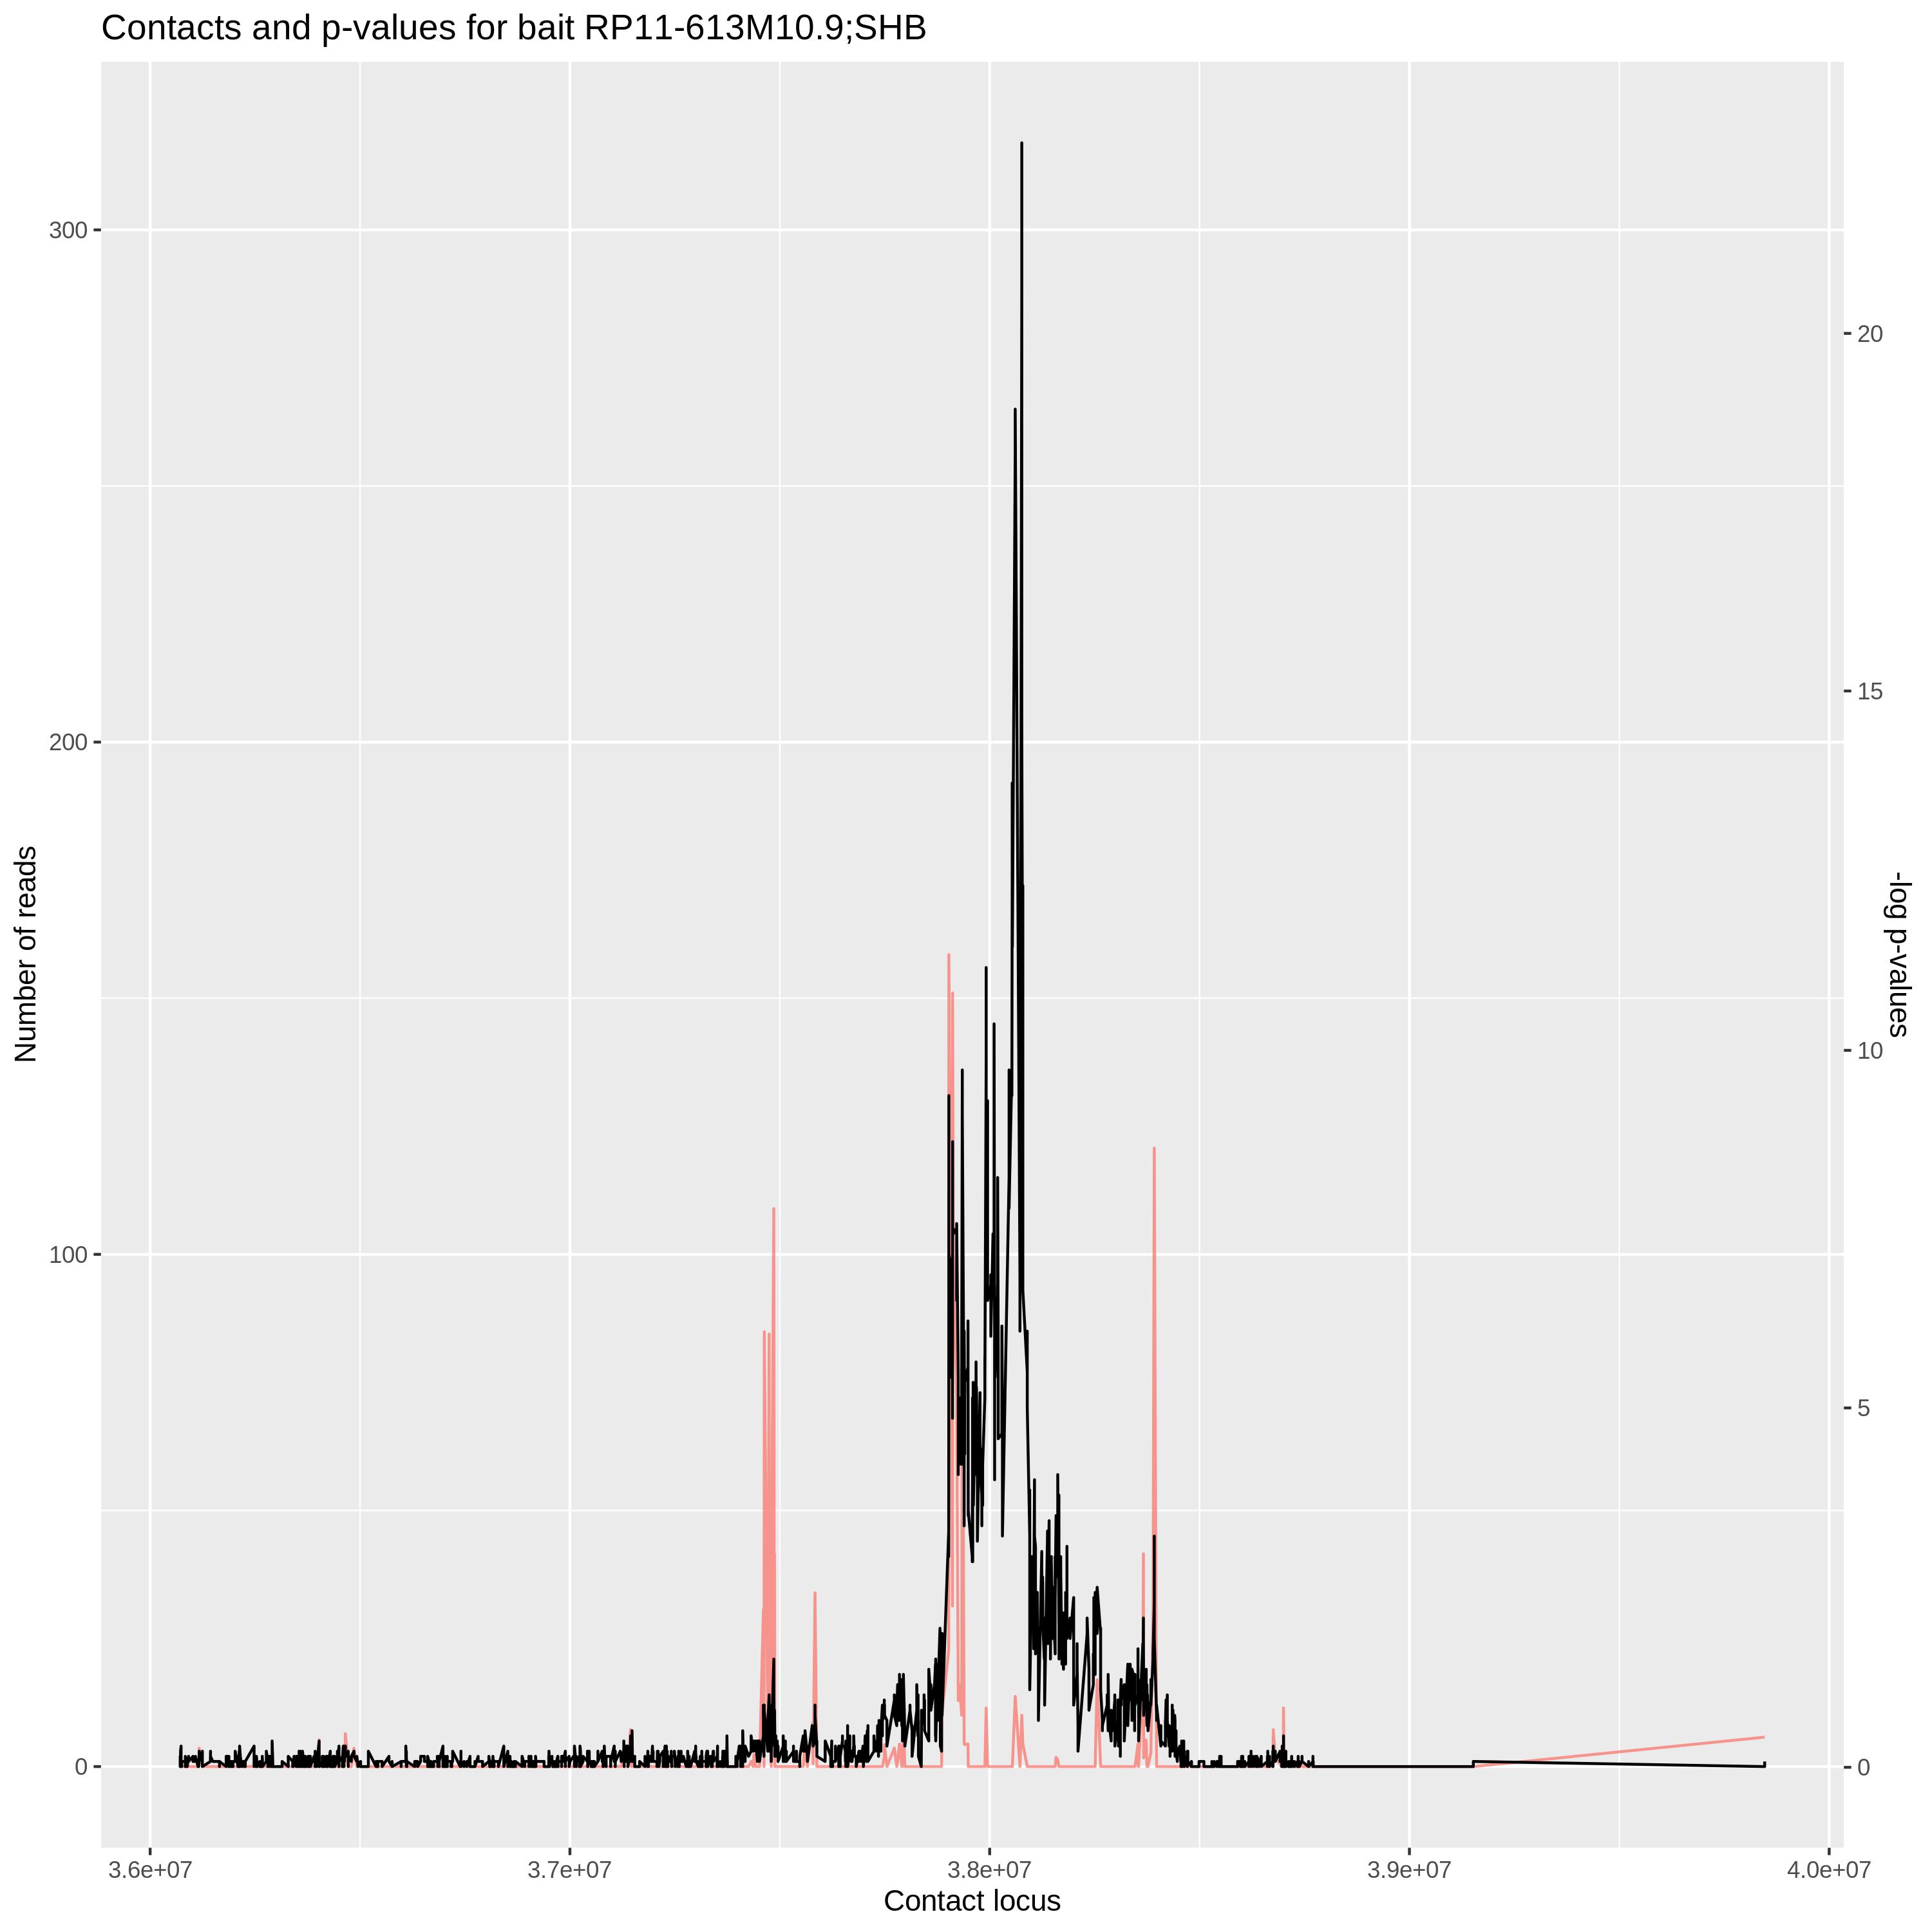 Contacts and p-values for bait RP11-613M10.9;SHB
Number of reads
300
200
100
0
20
15
10
5
0
-log p-values
3.6e+07
3.7e+07
3.8e+07
3.9e+07
4.0e+07
Contact locus